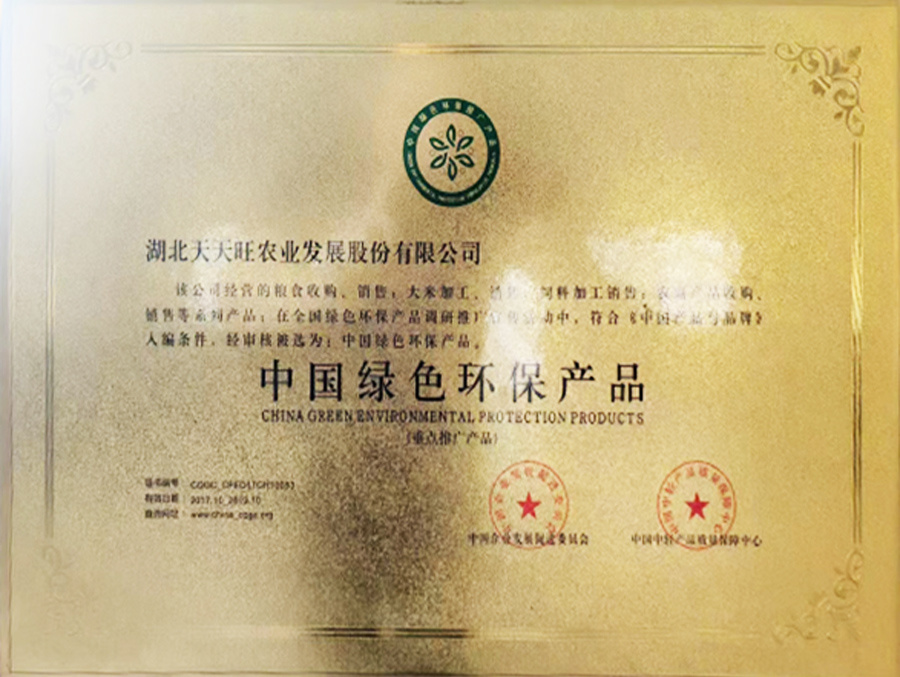 湖北天天旺农业发展股份有限公司
该公司经营的粮食收购、销售；大米加工、销售；饲料加工销售；农副产品收购、
销售等系列产品；在全国绿色环保产品调研推广宣传活动中，符合《中国产品与品牌》
入编条件，经审核被选为：中国绿色环保产品。
中国绿色环保产品
CHINA GREEN ENVIRONMENTAL PROTECTION PRODUCTS
（重点推广产品）
证书编号
有效日期 2017.10
查询网址
中国企业发展促进委员会
中国中轻产品质量保障中心